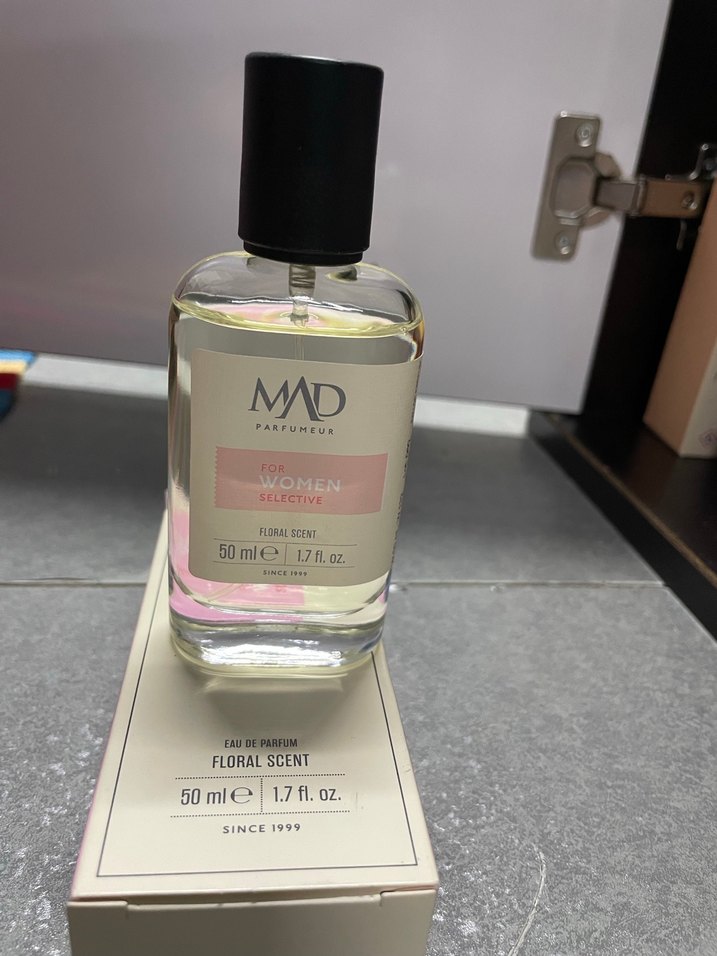 MAD
PARFUMEUR
FOR
WOMEN
SELECTIVE
FLORAL SCENT
50 ml ℮ 1.7 fl. oz.
SINCE 1999
EAU DE PARFUM
FLORAL SCENT
50 ml ℮ 1.7 fl. oz.
SINCE 1999